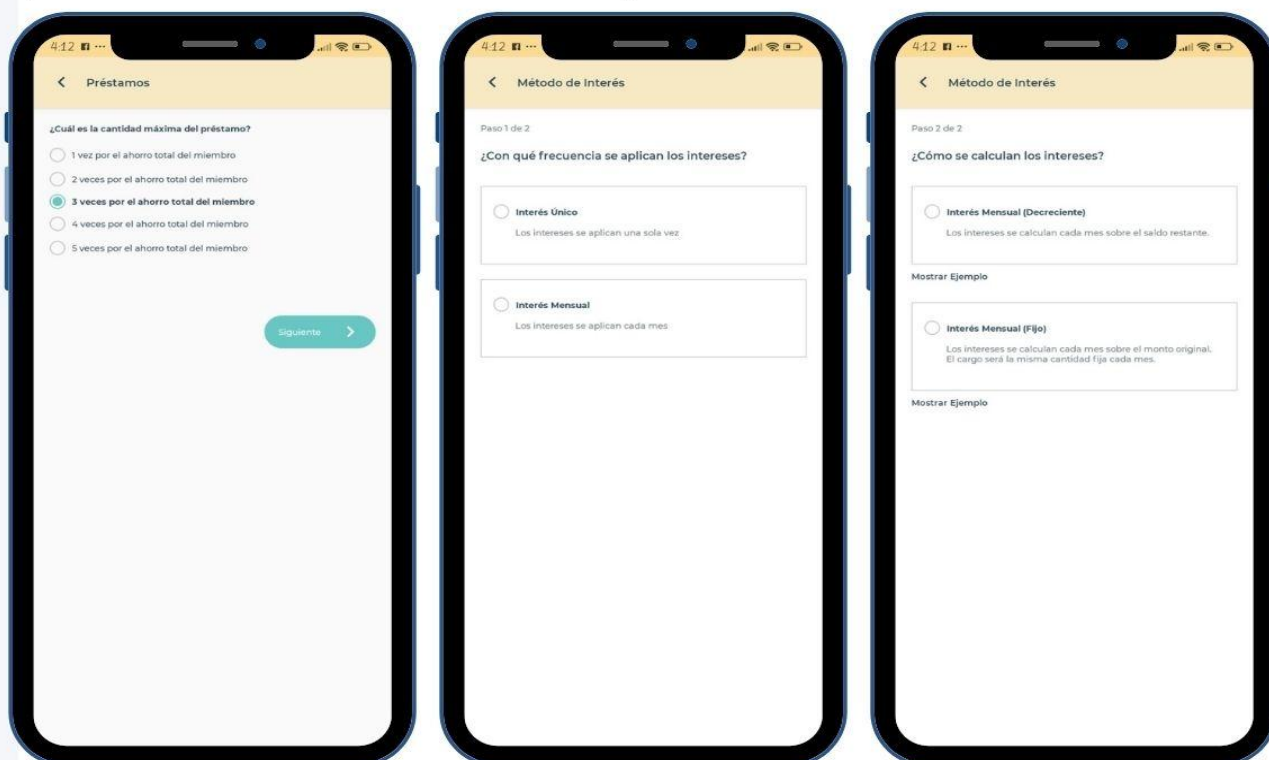 4:12
Préstamos
¿Cuál es la cantidad máxima del préstamo?
1 vez por el ahorro total del miembro
2 veces por el ahorro total del miembro
3 veces por el ahorro total del miembro
4 veces por el ahorro total del miembro
5 veces por el ahorro total del miembro
Siguiente
4:12
Método de Interés
Paso 1 de 2
¿Con qué frecuencia se aplican los intereses?
Interés Único
Los intereses se aplican una sola vez
Interés Mensual
Los intereses se aplican cada mes
4:12
Método de Interés
Paso 2 de 2
¿Cómo se calculan los intereses?
Interés Mensual (Decreciente)
Los intereses se calculan cada mes sobre el saldo restante.
Mostrar Ejemplo
Interés Mensual (Fijo)
Los intereses se calculan cada mes sobre el monto original.
El cargo será la misma cantidad fija cada mes.
Mostrar Ejemplo